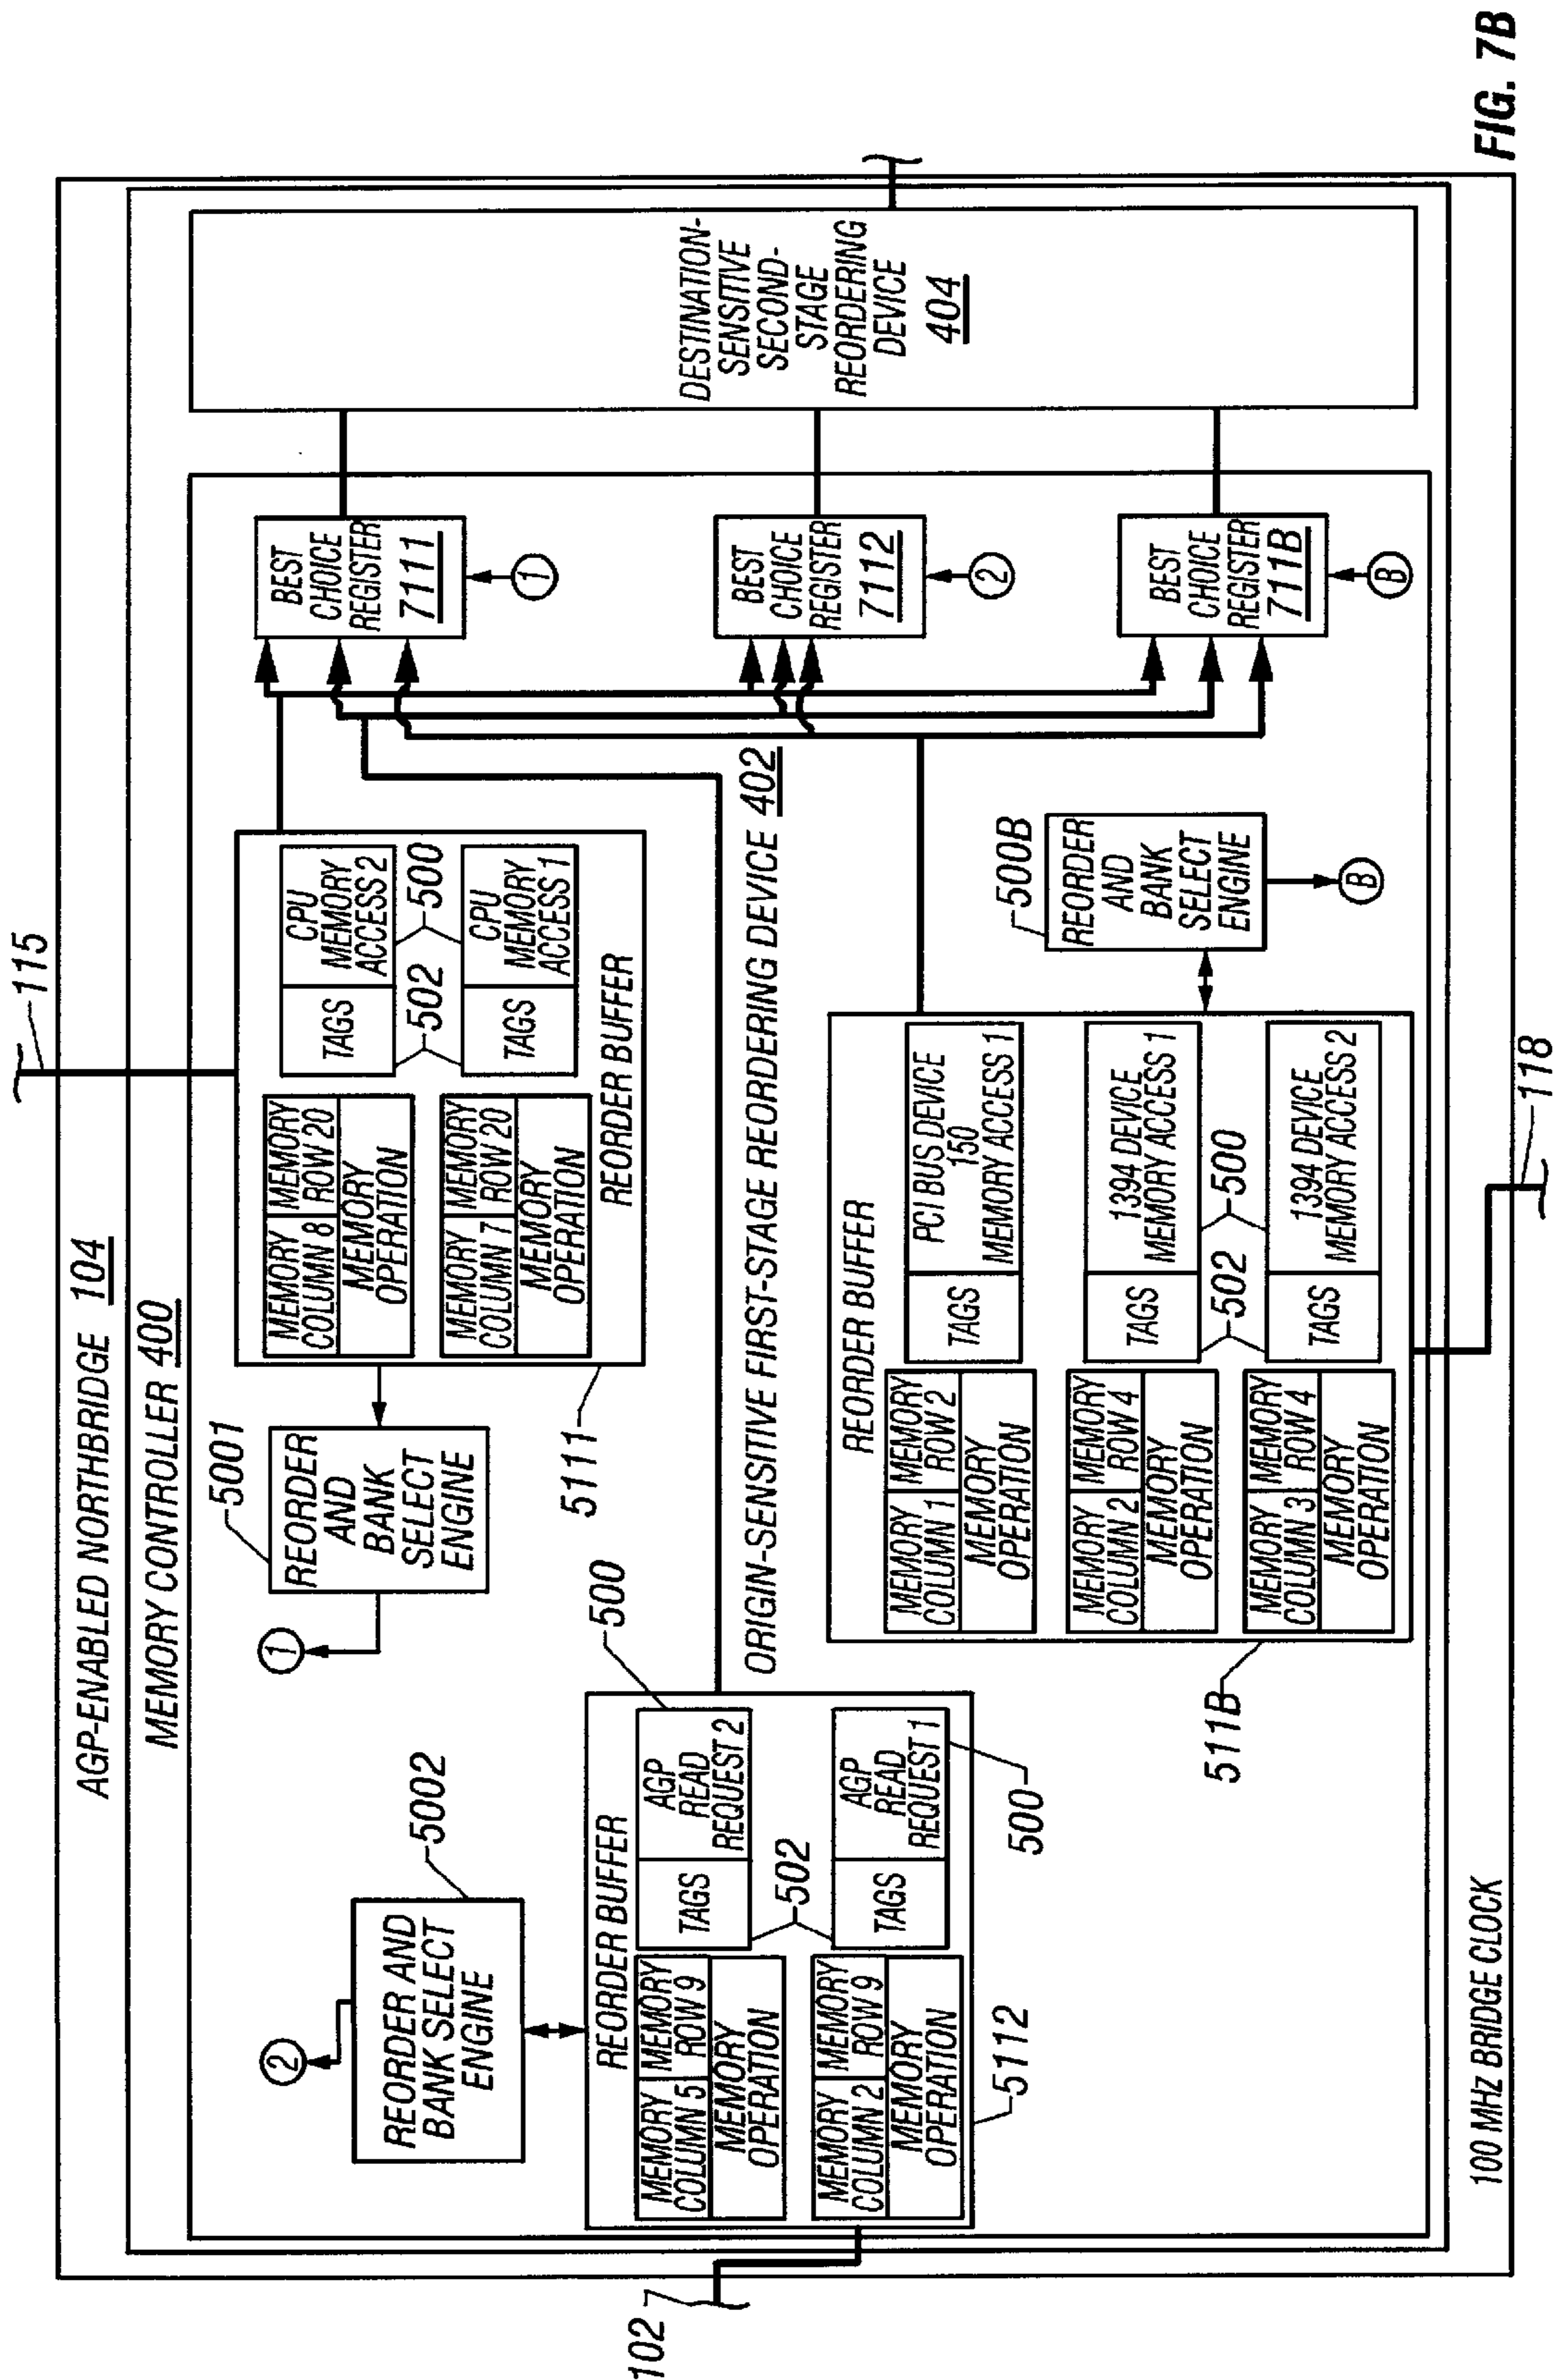 115
AGP-ENABLED NORTHBRIDGE 104
MEMORY CONTROLLER 400
5002
2
REORDER AND
BANK SELECT
ENGINE
5001
1
REORDER
AND
BANK
SELECT
ENGINE
MEMORY
COLUMN 8
MEMORY
ROW 20
MEMORY
OPERATION
TAGS
CPU
MEMORY
ACCESS 2
502
500
MEMORY
COLUMN 7
MEMORY
ROW 20
MEMORY
OPERATION
TAGS
CPU
MEMORY
ACCESS 1
REORDER BUFFER
5111
BEST
CHOICE
REGISTER
7111
1
DESTINATION-
SENSITIVE
SECOND-
STAGE
REORDERING
DEVICE
404
102
REORDER BUFFER
500
MEMORY
COLUMN 5
MEMORY
ROW 9
MEMORY
OPERATION
TAGS
AGP
READ
REQUEST 2
502
MEMORY
COLUMN 2
MEMORY
ROW 9
MEMORY
OPERATION
TAGS
AGP
READ
REQUEST 1
500
5112
ORIGIN-SENSITIVE FIRST-STAGE REORDERING DEVICE 402
BEST
CHOICE
REGISTER
7112
2
REORDER BUFFER
MEMORY
COLUMN 1
MEMORY
ROW 2
MEMORY
OPERATION
TAGS
PCI BUS DEVICE
150
MEMORY ACCESS 1
MEMORY
COLUMN 2
MEMORY
ROW 4
MEMORY
OPERATION
TAGS
1394 DEVICE
MEMORY ACCESS 1
502
500
MEMORY
COLUMN 3
MEMORY
ROW 4
MEMORY
OPERATION
TAGS
1394 DEVICE
MEMORY ACCESS 2
511B
500B
REORDER
AND
BANK
SELECT
ENGINE
B
BEST
CHOICE
REGISTER
711B
B
118
100 MHz BRIDGE CLOCK
FIG. 7B